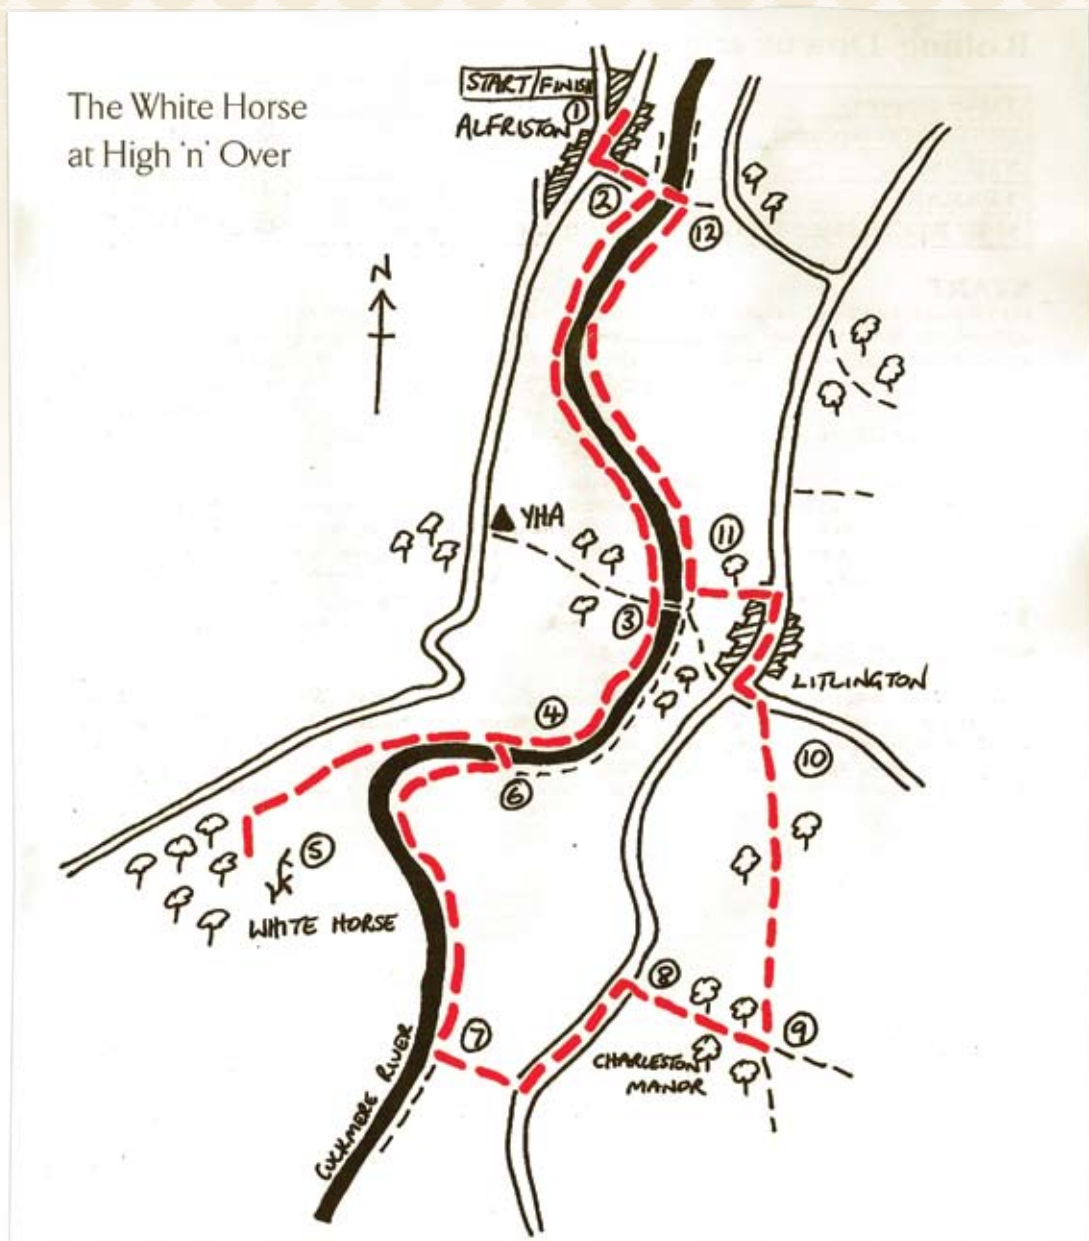 The White Horse
at High 'n' Over
START/FINISH
1
ALFRISTON
2
12
N
YHA
11
3
LITLINGTON
4
10
6
5
WHITE HORSE
8
7
9
CHARLESTON
MANOR
CUCKMERE RIVER